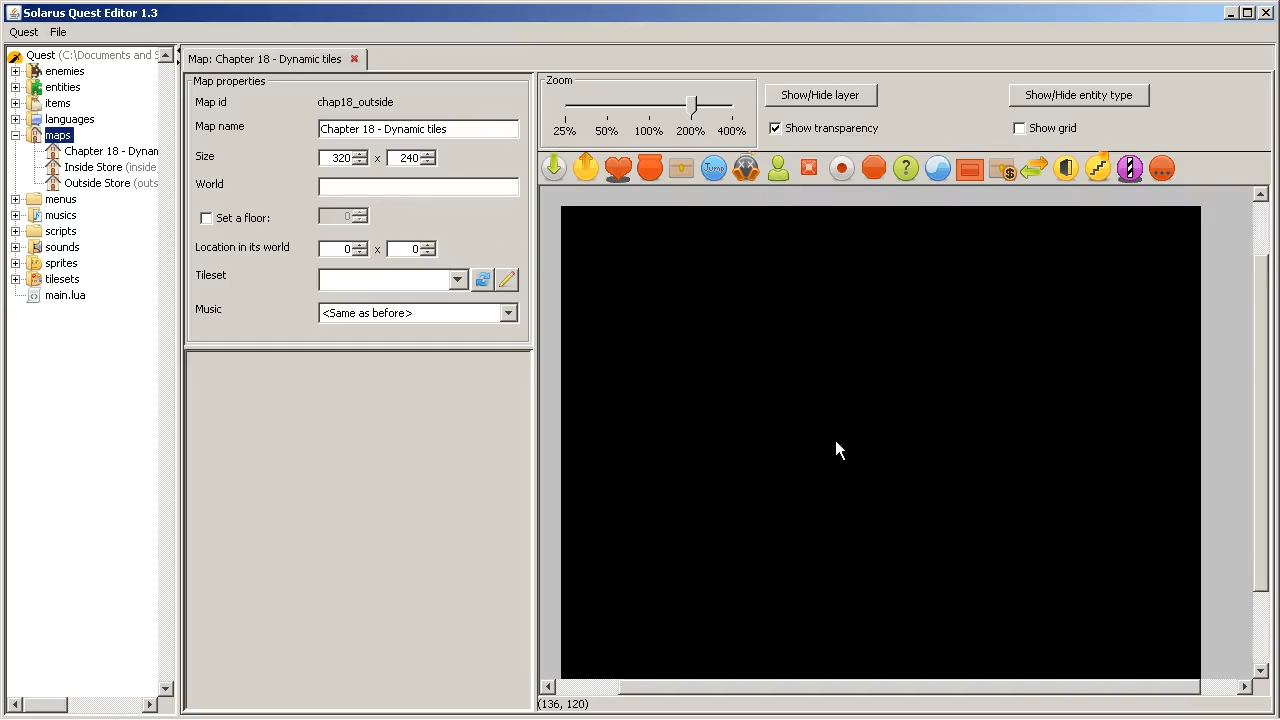 Solarus Quest Editor 1.3
Quest File
Quest (C:\Documents and S
enemies
entities
items
languages
maps
Chapter 18 - Dynan
Inside Store (inside
Outside Store (outs
menus
musics
scripts
sounds
sprites
tilesets
main.lua
Map: Chapter 18 - Dynamic tiles
Map properties
Map id chap18_outside
Map name Chapter 18 - Dynamic tiles
Size 320 x 240
World
Set a floor: 0
Location in its world 0 x 0
Tileset
Music <Same as before>
Zoom
25% 50% 100% 200% 400%
Show/Hide layer
Show/Hide entity type
Show transparency
Show grid
Jump
?
$
(136, 120)